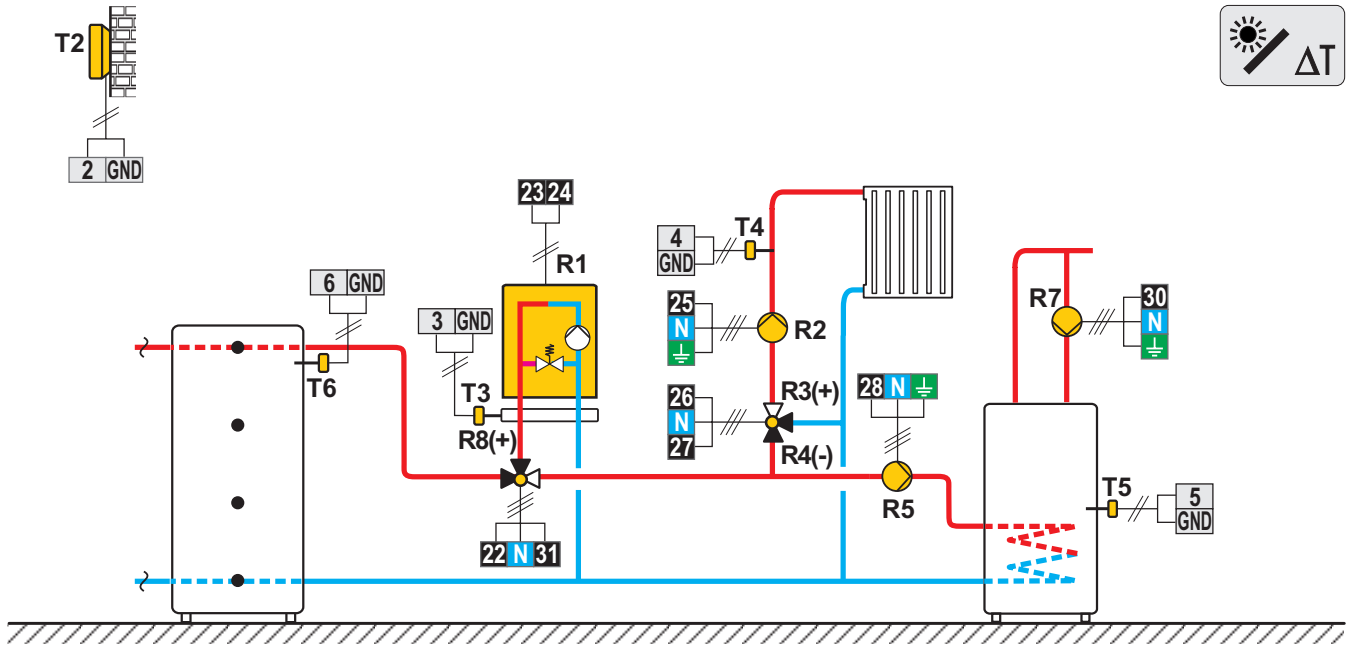 T2
2 GND
ΔT
23 24
R1
6 GND
T6
3 GND
T3
R8(+)
22 N 31
4
GND
T4
25
N
R2
26
N
27
R3(+)
R4(-)
28 N
R5
R7
30
N
T5
5
GND